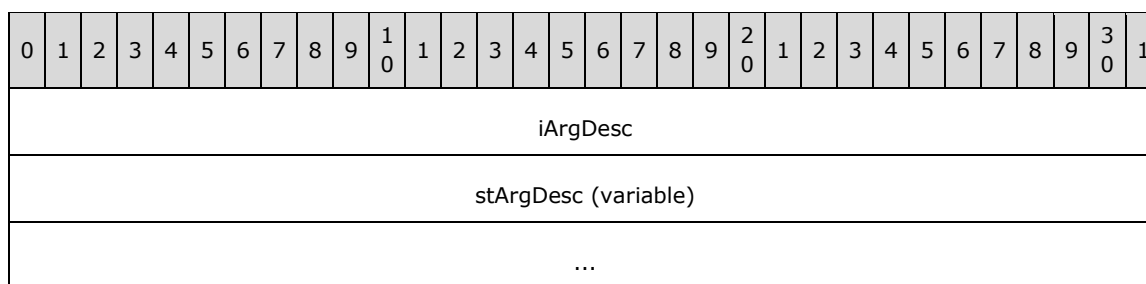 0 1 2 3 4 5 6 7 8 9 1 0 1 2 3 4 5 6 7 8 9 2 0 1 2 3 4 5 6 7 8 9 3 0 1
iArgDesc
stArgDesc (variable)
...